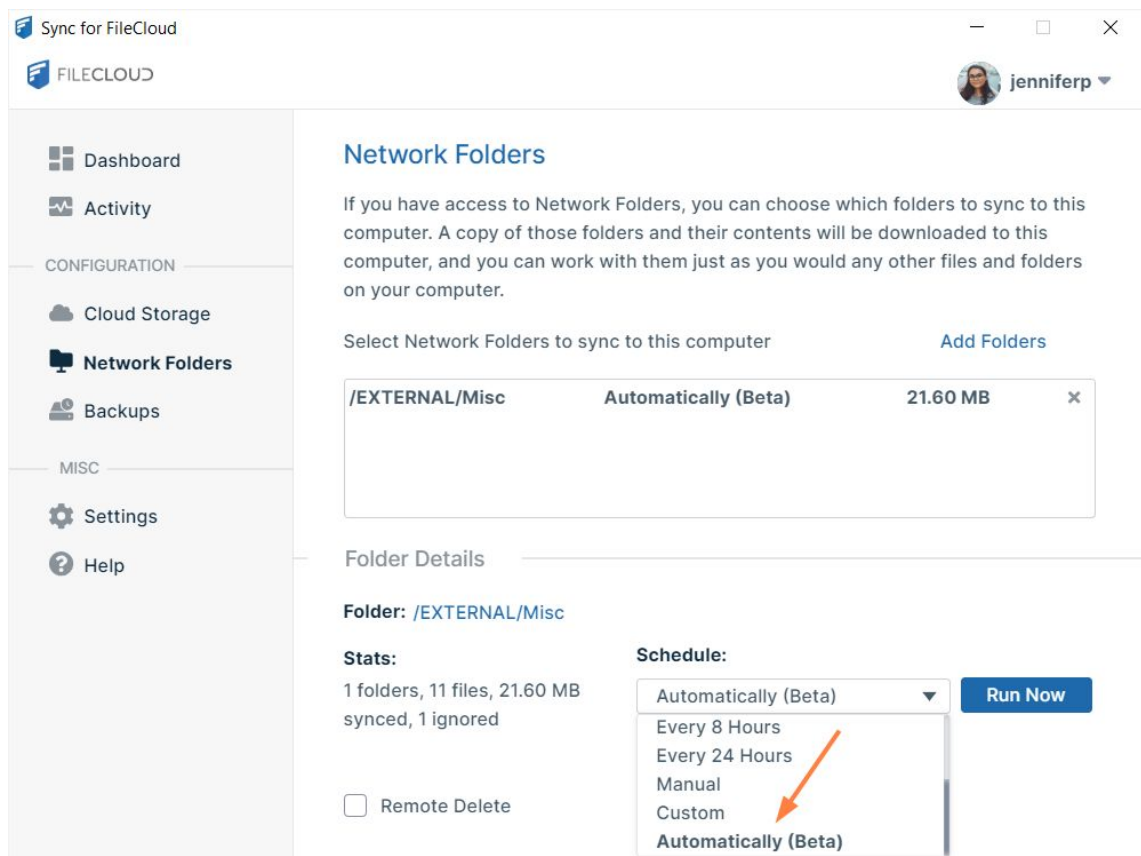 Sync for FileCloud
FILECLOUD
jenniferp
Dashboard
Activity
CONFIGURATION
Cloud Storage
Network Folders
Backups
MISC
Settings
Help
Network Folders
If you have access to Network Folders, you can choose which folders to sync to this
computer. A copy of those folders and their contents will be downloaded to this
computer, and you can work with them just as you would any other files and folders
on your computer.
Select Network Folders to sync to this computer
Add Folders
/EXTERNAL/Misc Automatically (Beta) 21.60 MB
Folder Details
Folder: /EXTERNAL/Misc
Stats:
1 folders, 11 files, 21.60 MB
synced, 1 ignored
Remote Delete
Schedule:
Automatically (Beta)
Run Now
Every 8 Hours
Every 24 Hours
Manual
Custom
Automatically (Beta)